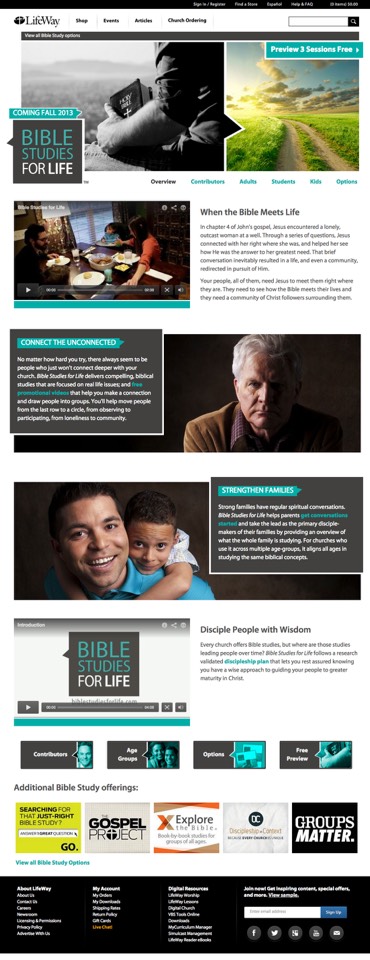 Sign In / Register
Find a Store
Español
Help & FAQ
(0 Items) $0.00
LifeWay
Shop
Events
Articles
Church Ordering
View all Bible Study options
Preview 3 Sessions Free
HOLY BIBLE
COMING FALL 2013
BIBLE
STUDIES
FOR LIFE
TM
Overview
Contributors
Adults
Students
Kids
Options
Bible Studies for Life
00:00
00:00
When the Bible Meets Life
In chapter 4 of John's gospel, Jesus encountered a lonely,
outcast woman at a well. Through a series of questions, Jesus
connected with her right where she was, and helped her see
how He was the answer to her greatest need. That brief
conversation inevitably resulted in a life, and even a community,
redirected in pursuit of Him.
Your people, all of them, need Jesus to meet them right where
they are. They need to see how the Bible meets their lives and
they need a community of Christ followers surrounding them.
CONNECT THE UNCONNECTED
No matter how hard you try, there always seem to be
people who just won't connect deeper with your
church. Bible Studies for Life delivers compelling, biblical
studies that are focused on real life issues; and free
promotional videos that help you make a connection
and draw people into groups. You'll help move people
from the last row to a circle, from observing to
participating, from loneliness to community.
STRENGTHEN FAMILIES
Strong families have regular spiritual conversations.
Bible Studies for Life helps parents get conversations
started and take the lead as the primary disciple-
makers of their families by providing an overview of
what the whole family is studying. For churches who
use it across multiple age-groups, it aligns all ages in
studying the same biblical concepts.
Introduction
BIBLE
STUDIES
FOR LIFE
biblestudiesforlife.com
00:00
00:00
Disciple People with Wisdom
Every church offers Bible studies, but where are those studies
leading people over time? Bible Studies for Life follows a research
validated discipleship plan that lets you rest assured knowing
you have a wise approach to guiding your people to greater
maturity in Christ.
Contributors
Age
Groups
Options
Free
Preview
Additional Bible Study offerings:
SEARCHING FOR
THAT JUST-RIGHT
BIBLE STUDY?
ANSWER THIS GREAT QUESTION
GO.
THE
GOSPEL
PROJECT
Explore
the Bible
Book-by-book studies
for groups of all ages.
DC
Discipleship in Context
BECAUSE EVERY CHURCH IS UNIQUE
GROUPS
MATTER.
View all Bible Study Options
About LifeWay
About Us
Contact Us
Careers
Newsroom
Licensing & Permissions
Privacy Policy
Advertise With Us
My Account
My Orders
My Downloads
Shipping Rates
Return Policy
Gift Cards
Live Chat!
Digital Resources
LifeWay Worship
LifeWay Lessons
Digital Church
VBS Tools Online
Downloads
MyCurriculum Manager
Simulcast Management
LifeWay Reader-eBooks
Join now! Get inspiring content, special offers,
and more. View sample.
Enter email address
Sign Up